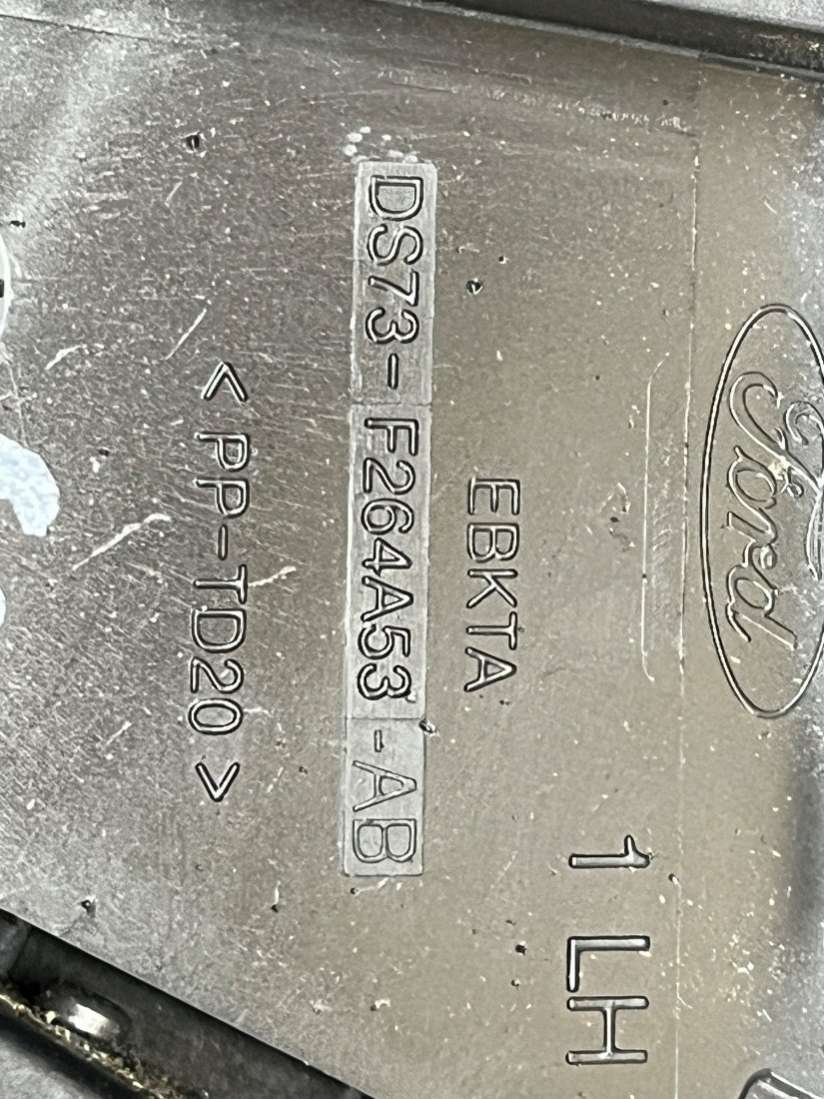 Ford
1 LH
EBKTA
DS73-F264A53-AB
<PP-TD20>